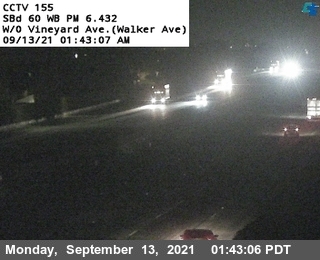 CCTV 155
SBd 60 WB PM 6.432
W/O Vineyard Ave.(Walker Ave)
09/13/21 01:43:07 AM
Monday, September 13, 2021 01:43:06 PDT